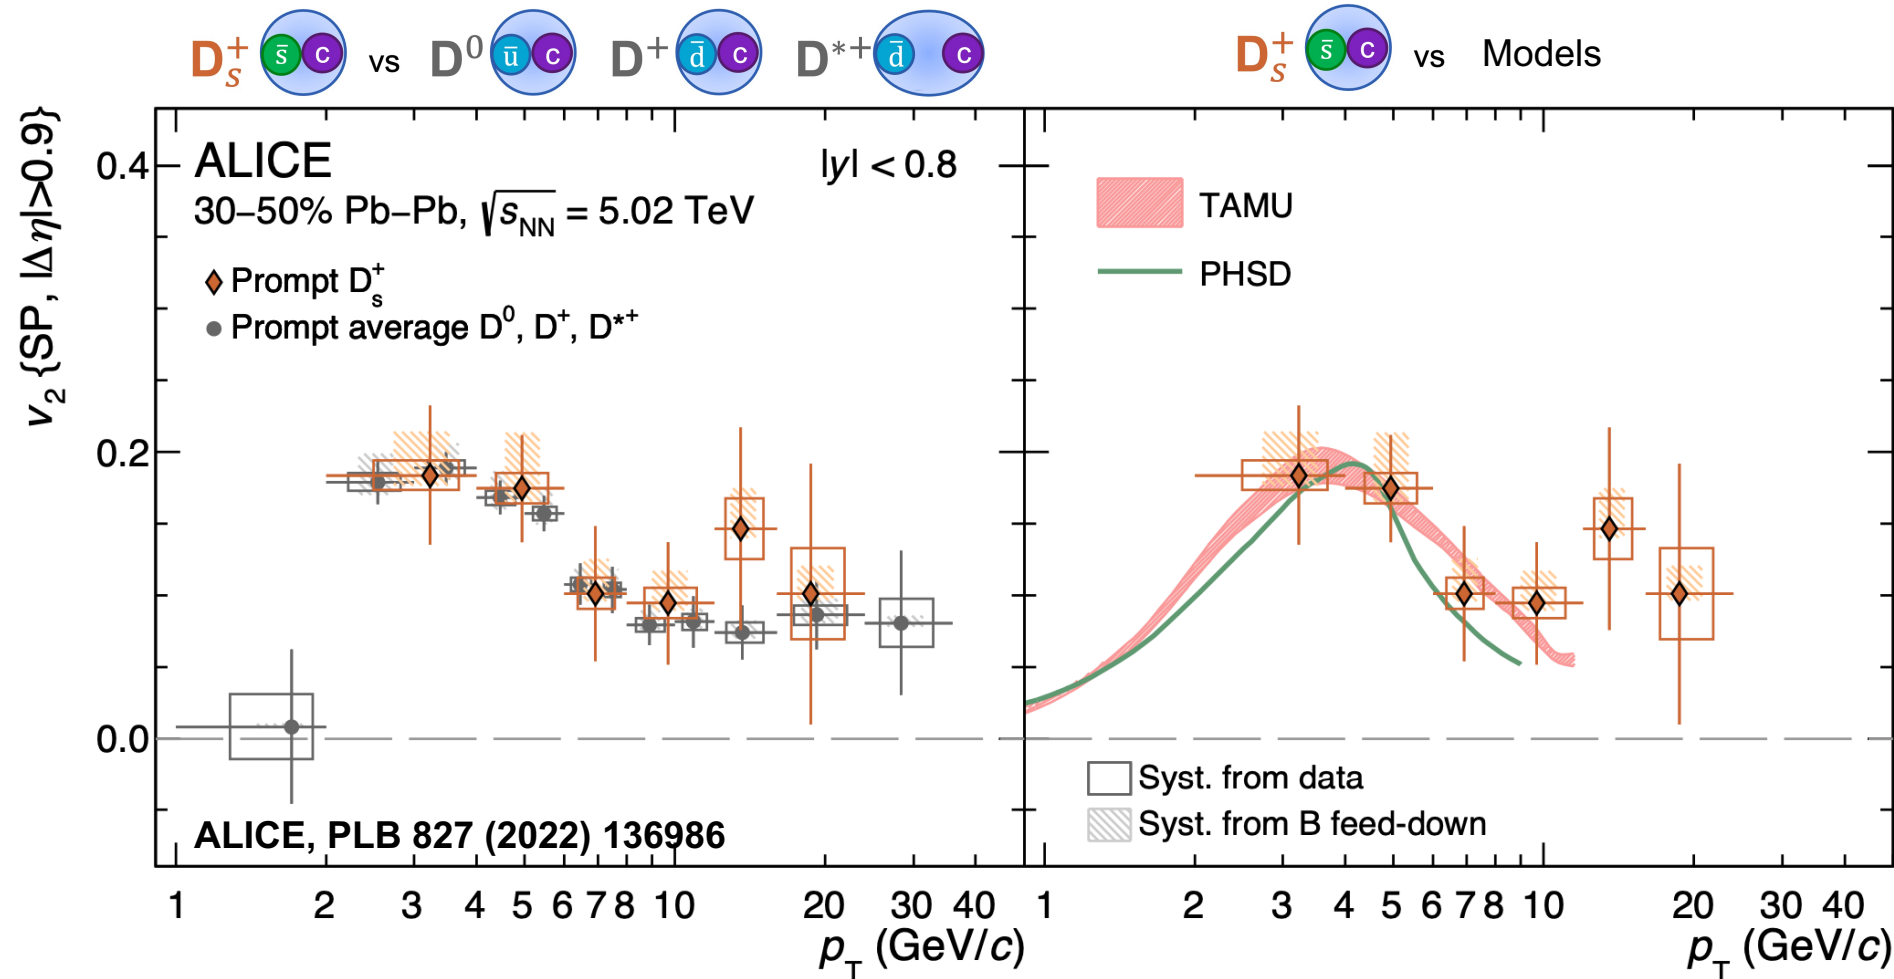 D_s^+ s̄ c vs D^0 ū c D^+ d̄ c D^{*+} d̄ c
D_s^+ s̄ c vs Models
v_2 {SP, |Δη|>0.9}
0.4
0.2
0.0
ALICE |y| < 0.8
30–50% Pb–Pb, √s_NN = 5.02 TeV
Prompt D_s^+
Prompt average D^0, D^+, D^{*+}
ALICE, PLB 827 (2022) 136986
1 2 3 4 5 6 7 8 10 20 30 40
p_T (GeV/c)
TAMU
PHSD
Syst. from data
Syst. from B feed-down
1 2 3 4 5 6 7 8 10 20 30 40
p_T (GeV/c)